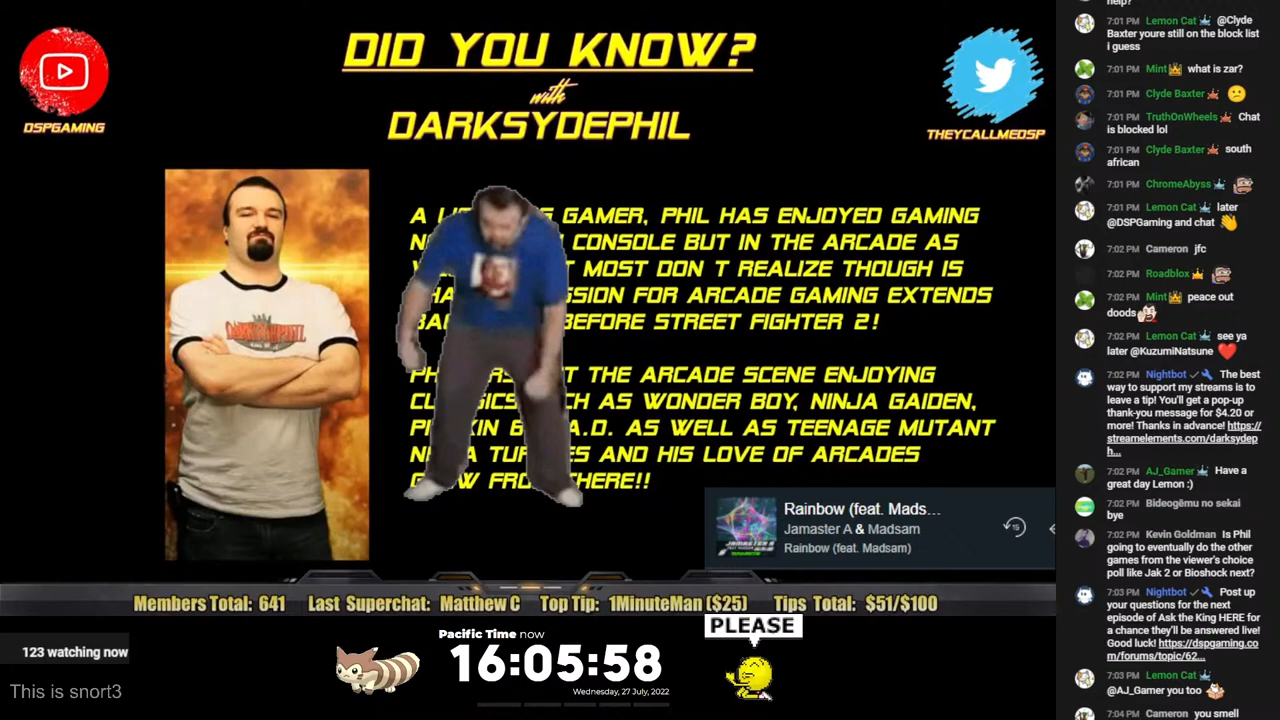 DID YOU KNOW?
with
DARKSYDEPHIL
DSPGAMING
THEYCALLMEDSP
A GAMER, PHIL HAS ENJOYED GAMING
CONSOLE BUT IN THE ARCADE AS
MOST DON T REALIZE THOUGH IS
FOR ARCADE GAMING EXTENDS
BEFORE STREET FIGHTER 2!
THE ARCADE SCENE ENJOYING
AS WONDER BOY, NINJA GAIDEN,
AS WELL AS TEENAGE MUTANT
AND HIS LOVE OF ARCADES
THERE!!
Rainbow (feat. Mads...
Jamaster A & Madsam
Rainbow (feat. Madsam)
15
Members Total: 641 Last Superchat: Matthew C Top Tip: 1MinuteMan ($25) Tips Total: $51/$100
PLEASE
Pacific Time now
16:05:58
Wednesday, 27 July, 2022
123 watching now
This is snort3
help?
7:01 PM Lemon Cat @Clyde
Baxter youre still on the block list
i guess
7:01 PM Mint what is zar?
7:01 PM Clyde Baxter
7:01 PM TruthOnWheels Chat
is blocked lol
7:01 PM Clyde Baxter south
african
7:01 PM ChromeAbyss
7:01 PM Lemon Cat later
@DSPGaming and chat
7:02 PM Cameron jfc
7:02 PM Roadblox
7:02 PM Mint peace out
doods
7:02 PM Lemon Cat see ya
later @KuzumiNatsune
7:02 PM Nightbot The best
way to support my streams is to
leave a tip! You'll get a pop-up
thank-you message for $4.20 or
more! Thanks in advance! https://
streamelements.com/darksydep
h...
7:02 PM AJ_Gamer Have a
great day Lemon :)
7:02 PM Bideogēmu no sekai
bye
7:02 PM Kevin Goldman Is Phil
going to eventually do the other
games from the viewer's choice
poll like Jak 2 or Bioshock next?
7:03 PM Nightbot Post up
your questions for the next
episode of Ask the King HERE for
a chance they'll be answered live!
Good luck! https://dspgaming.co
m/forums/topic/62...
7:03 PM Lemon Cat
@AJ_Gamer you too
7:04 PM Cameron you smell